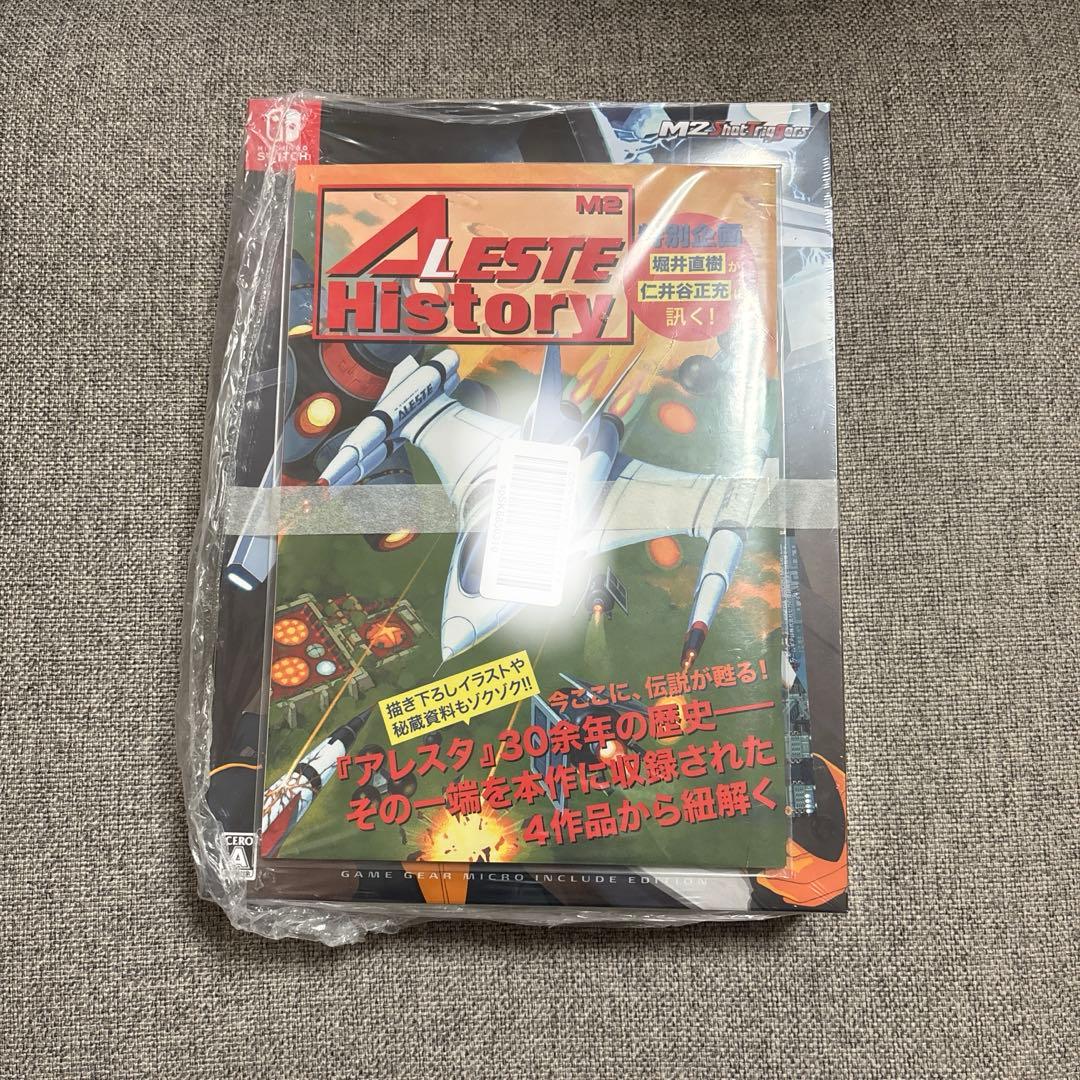 NINTENDO
SWITCH
M2 ShotTriggers
M2
ALESTE
History
特別企画
堀井直樹が
仁井谷正充に
訊く!
ALESTE
描き下ろしイラストや
秘蔵資料もゾクゾク!!
今ここに、伝説が甦る!
『アレスタ』30余年の歴史――
その一端を本作に収録された
4作品から紐解く
CERO
A
GAME GEAR MICRO INCLUDE EDITION